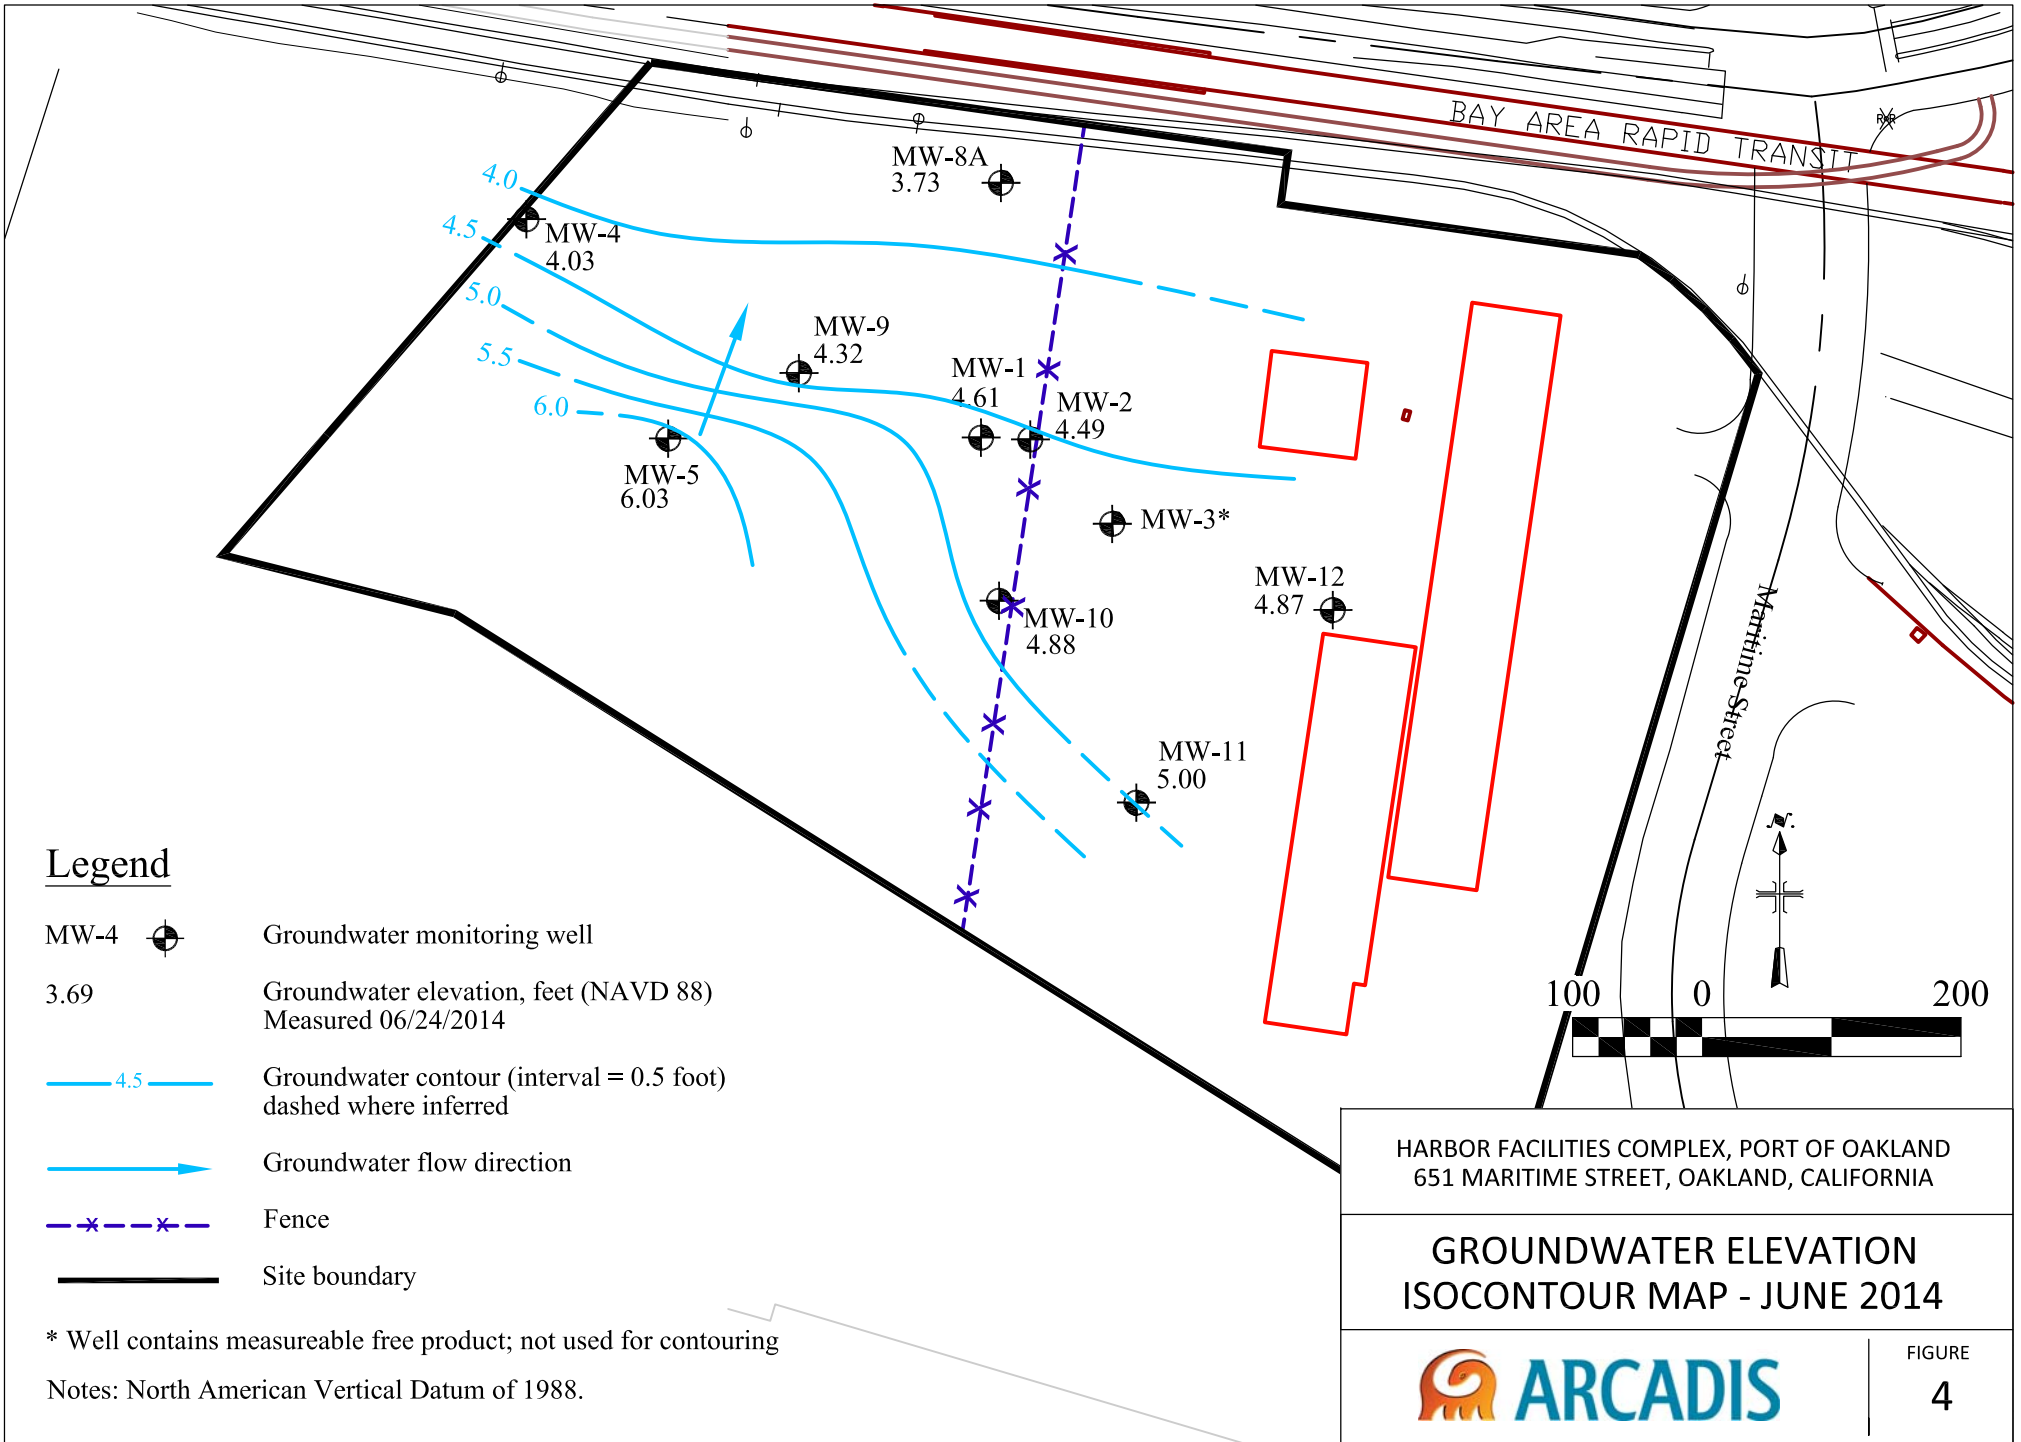 BAY AREA RAPID TRANSIT
RXR
MW-8A
3.73
4.0
4.5
MW-4
4.03
5.0
MW-9
4.32
5.5
MW-1
4.61
6.0
MW-2
4.49
MW-5
6.03
MW-3*
MW-12
4.87
MW-10
4.88
Maritime Street
MW-11
5.00
N
100 0 200
Legend
MW-4 Groundwater monitoring well
3.69 Groundwater elevation, feet (NAVD 88)
Measured 06/24/2014
4.5 Groundwater contour (interval = 0.5 foot)
dashed where inferred
Groundwater flow direction
x x Fence
Site boundary
* Well contains measureable free product; not used for contouring
Notes: North American Vertical Datum of 1988.
HARBOR FACILITIES COMPLEX, PORT OF OAKLAND
651 MARITIME STREET, OAKLAND, CALIFORNIA
GROUNDWATER ELEVATION
ISOCONTOUR MAP - JUNE 2014
ARCADIS
FIGURE
4